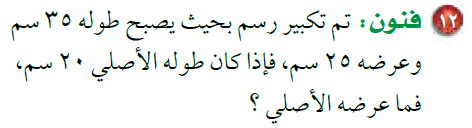 ١٢ فنون: تم تكبير رسم بحيث يصبح طوله ٣٥ سم
وعرضه ٢٥ سم، فإذا كان طوله الأصلي ٢٠ سم،
فما عرضه الأصلي ؟